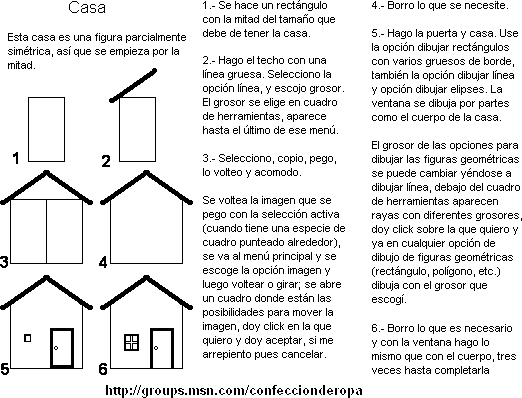 Casa
Esta casa es una figura parcialmente
simétrica, así que se empieza por la
mitad.
1
2
3
4
5
6
1.- Se hace un rectángulo
con la mitad del tamaño que
debe de tener la casa.
2.- Hago el techo con una
línea gruesa. Selecciono la
opción línea, y escojo grosor.
El grosor se elige en cuadro
de herramientas, aparece
hasta el último de ese menú.
3.- Selecciono, copio, pego,
lo volteo y acomodo.
Se voltea la imagen que se
pego con la selección activa
(cuando tiene una especie de
cuadro punteado alrededor),
se va al menú principal y se
escoge la opción imagen y
luego voltear o girar; se abre
un cuadro donde están las
posibilidades para mover la
imagen, doy click en la que
quiero y doy aceptar, si me
arrepiento pues cancelar.
4.- Borro lo que se necesite.
5.- Hago la puerta y casa. Use
la opción dibujar rectángulos
con varios gruesos de borde,
también la opción dibujar línea
y opción dibujar elipses. La
ventana se dibuja por partes
como el cuerpo de la casa.
El grosor de las opciones para
dibujar las figuras geométricas
se puede cambiar yéndose a
dibujar línea, debajo del cuadro
de herramientas aparecen
rayas con diferentes grosores,
doy click sobre la que quiero y
ya en cualquier opción de
dibujo de figuras geométricas
(rectángulo, polígono, etc.)
dibuja con el grosor que
escogí.
6.- Borro lo que es necesario
y con la ventana hago lo
mismo que con el cuerpo, tres
veces hasta completarla
http://groups.msn.com/confeccionderopa